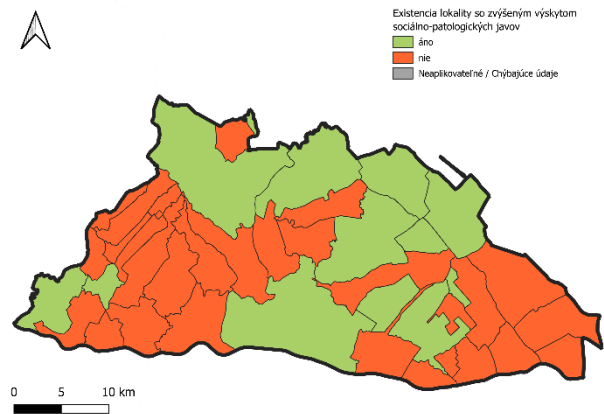 Existencia lokality so zvýšeným výskytom
sociálno-patologických javov
áno
nie
Neaplikovateľné / Chýbajúce údaje
0 5 10 km